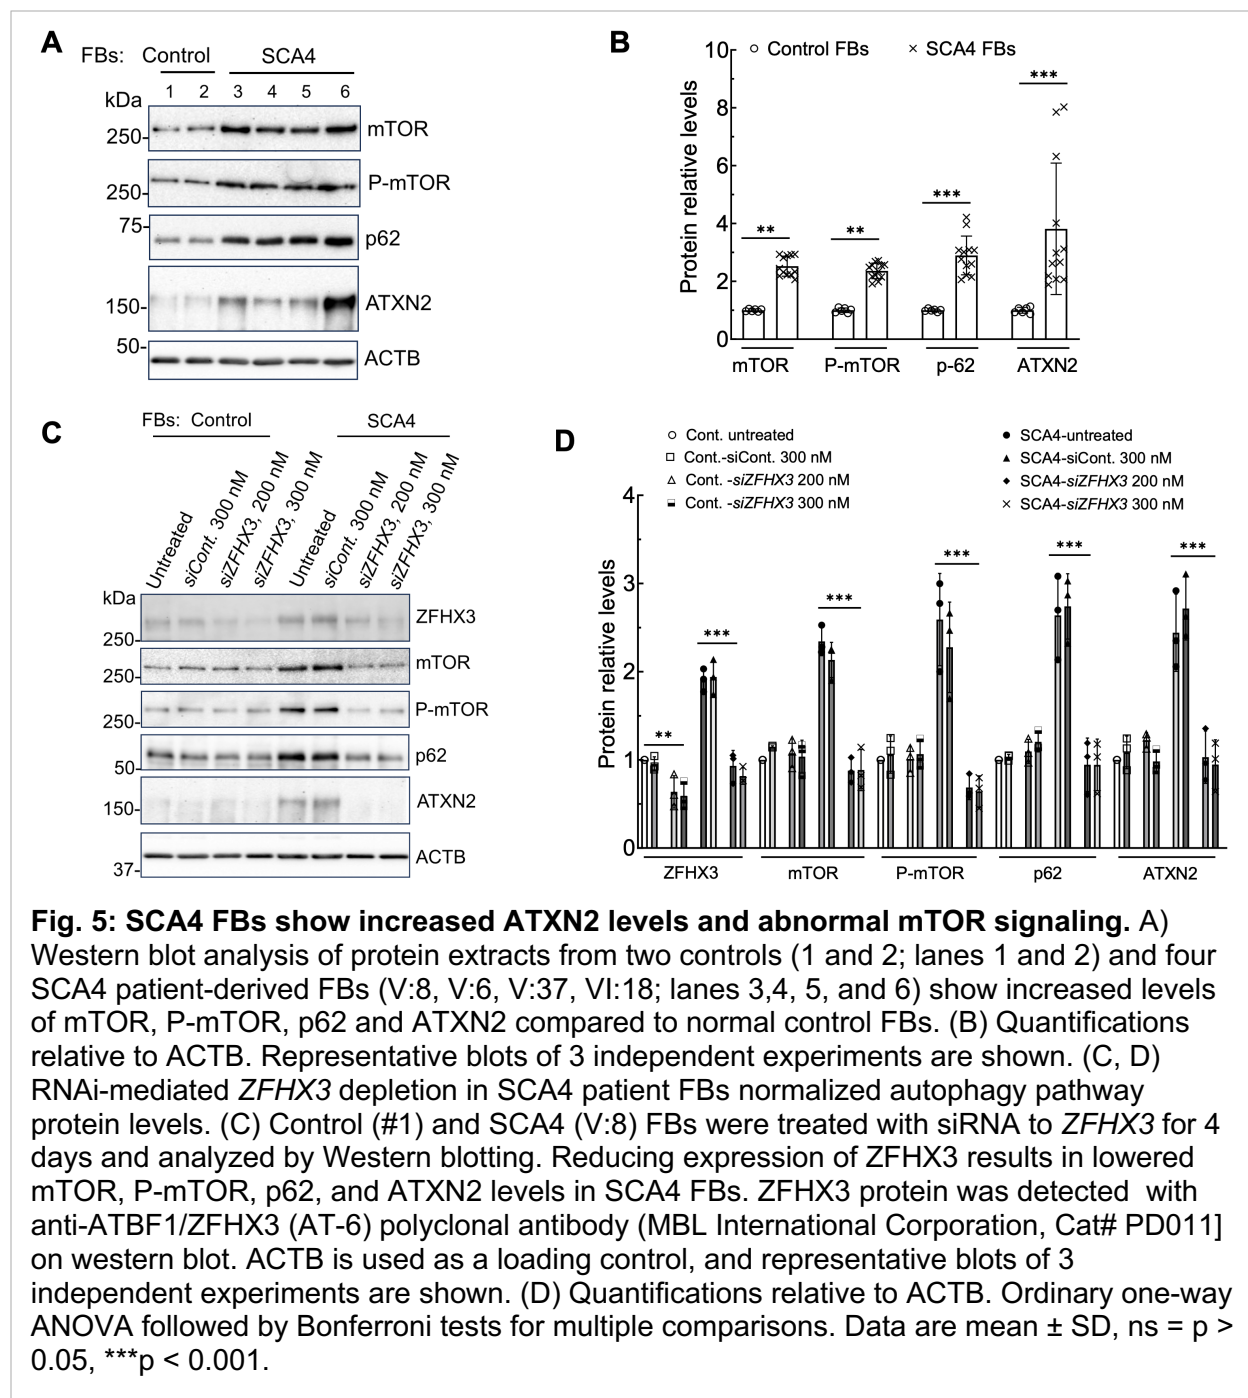 A
FBs: Control SCA4
kDa 1 2 3 4 5 6
250- mTOR
250- P-mTOR
75- p62
150- ATXN2
50- ACTB
B
Control FBs SCA4 FBs
Protein relative levels
10
8
6
4
2
0
** ** *** ***
mTOR P-mTOR p-62 ATXN2
C
FBs: Control SCA4
Untreated
siCont. 300 nM
siZFHX3, 200 nM
siZFHX3, 300 nM
Untreated
siCont. 300 nM
siZFHX3, 200 nM
siZFHX3, 300 nM
kDa
250- ZFHX3
250- mTOR
250- P-mTOR
50- p62
150- ATXN2
37- ACTB
D
Cont. untreated
Cont.-siCont. 300 nM
Cont. -siZFHX3 200 nM
Cont. -siZFHX3 300 nM
SCA4-untreated
SCA4-siCont. 300 nM
SCA4-siZFHX3 200 nM
SCA4-siZFHX3 300 nM
Protein relative levels
4
3
2
1
0
** *** *** *** *** ***
ZFHX3 mTOR P-mTOR p62 ATXN2
Fig. 5: SCA4 FBs show increased ATXN2 levels and abnormal mTOR signaling. A)
Western blot analysis of protein extracts from two controls (1 and 2; lanes 1 and 2) and four
SCA4 patient-derived FBs (V:8, V:6, V:37, VI:18; lanes 3,4, 5, and 6) show increased levels
of mTOR, P-mTOR, p62 and ATXN2 compared to normal control FBs. (B) Quantifications
relative to ACTB. Representative blots of 3 independent experiments are shown. (C, D)
RNAi-mediated ZFHX3 depletion in SCA4 patient FBs normalized autophagy pathway
protein levels. (C) Control (#1) and SCA4 (V:8) FBs were treated with siRNA to ZFHX3 for 4
days and analyzed by Western blotting. Reducing expression of ZFHX3 results in lowered
mTOR, P-mTOR, p62, and ATXN2 levels in SCA4 FBs. ZFHX3 protein was detected with
anti-ATBF1/ZFHX3 (AT-6) polyclonal antibody (MBL International Corporation, Cat# PD011]
on western blot. ACTB is used as a loading control, and representative blots of 3
independent experiments are shown. (D) Quantifications relative to ACTB. Ordinary one-way
ANOVA followed by Bonferroni tests for multiple comparisons. Data are mean ± SD, ns = p >
0.05, ***p < 0.001.